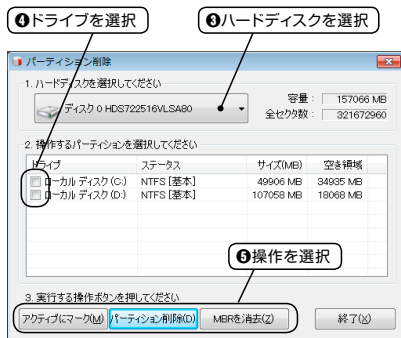 ❹ドライブを選択
❸ハードディスクを選択
パーティション削除
1. ハードディスクを選択してください
ディスク 0 HDS722516VLSA80
容量： 157066 MB
全セクタ数： 321672960
2. 操作するパーティションを選択してください
ドライブ ステータス サイズ(MB) 空き領域
ローカル ディスク (C:) NTFS [基本] 49906 MB 34935 MB
ローカル ディスク (D:) NTFS [基本] 107058 MB 18068 MB
❺操作を選択
3. 実行する操作ボタンを押してください
アクティブにマーク(M) パーティション削除(D) MBRを消去(Z) 終了(X)